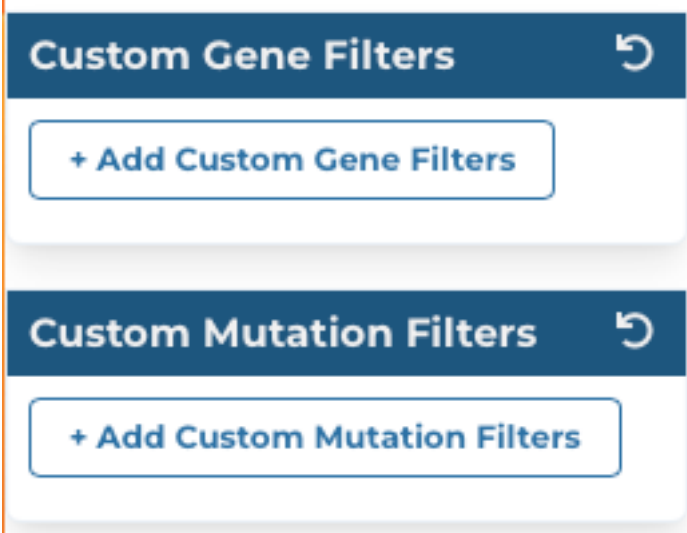 Custom Gene Filters
+ Add Custom Gene Filters
Custom Mutation Filters
+ Add Custom Mutation Filters